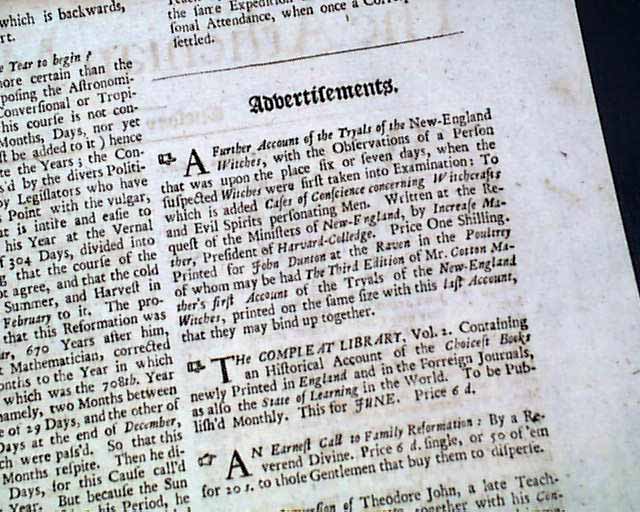 which is backwards,
rt.
e Year to begin?
more certain than the
posing the Astronomi-
Conversional or Tropi-
his course is not con-
Months, Days, nor yet
st be added to it) hence
te the Years; the Con-
s'd by the divers Politi-
by Legislators who have
Point with the vulgar,
at is intire and easie to
his Year at the Vernal
f 304 Days, divided into
g that the course of the
ot agree, and that the cold
Summer, and Harvest in
February to it. The pro-
that this Reformation was
ar, 670 Years after him,
t Mathematician, corrected
onths to the Year in which
which was the 708th. Year
namely, two Months between
e of 29 Days, and the other of
Days at the end of December,
ch were paſs'd. So that this
Months reſpite. Then he di-
Days, for this Cauſe call'd
Year. But becauſe the Sun
his Period, he
the ſame Expedition
ſonal Attendance, when once a Correſp
ſettled.
Advertiſements.
☞ A Further Account of the Tryals of the New-England
Witches, with the Obſervations of a Perſon
that was upon the place ſix or ſeven days, when the
ſuſpected Witches were firſt taken into Examination: To
which is added Caſes of Conſcience concerning Witchcrafts
and Evil Spirits perſonating Men. Written at the Re-
queſt of the Miniſters of New-England, by Increaſe Ma-
ther, Preſident of Harvard-Colledge. Price One Shilling.
Printed for John Dunton at the Raven in the Poultrey
of whom may be had The Third Edition of Mr. Cotton Ma-
ther's firſt Account of the Tryals of the New-England
Witches, printed on the ſame ſize with this laſt Account,
that they may bind up together.
☞ THe COMPLEAT LIBRARY, Vol. 2. Containing
an Hiſtorical Account of the Choiceſt Books
newly Printed in England and in the Forreign Journals,
as alſo the State of Learning in the World. To be Pub-
liſh'd Monthly. This for JUNE. Price 6 d.
☞ AN Earneſt Call to Family Reformation: By a Re-
verend Divine. Price 6 d. ſingle, or 50 of 'em
for 20 s. to thoſe Gentlemen that buy them to diſperſe.
of Theodore John, a late Teach-
together with his Con-